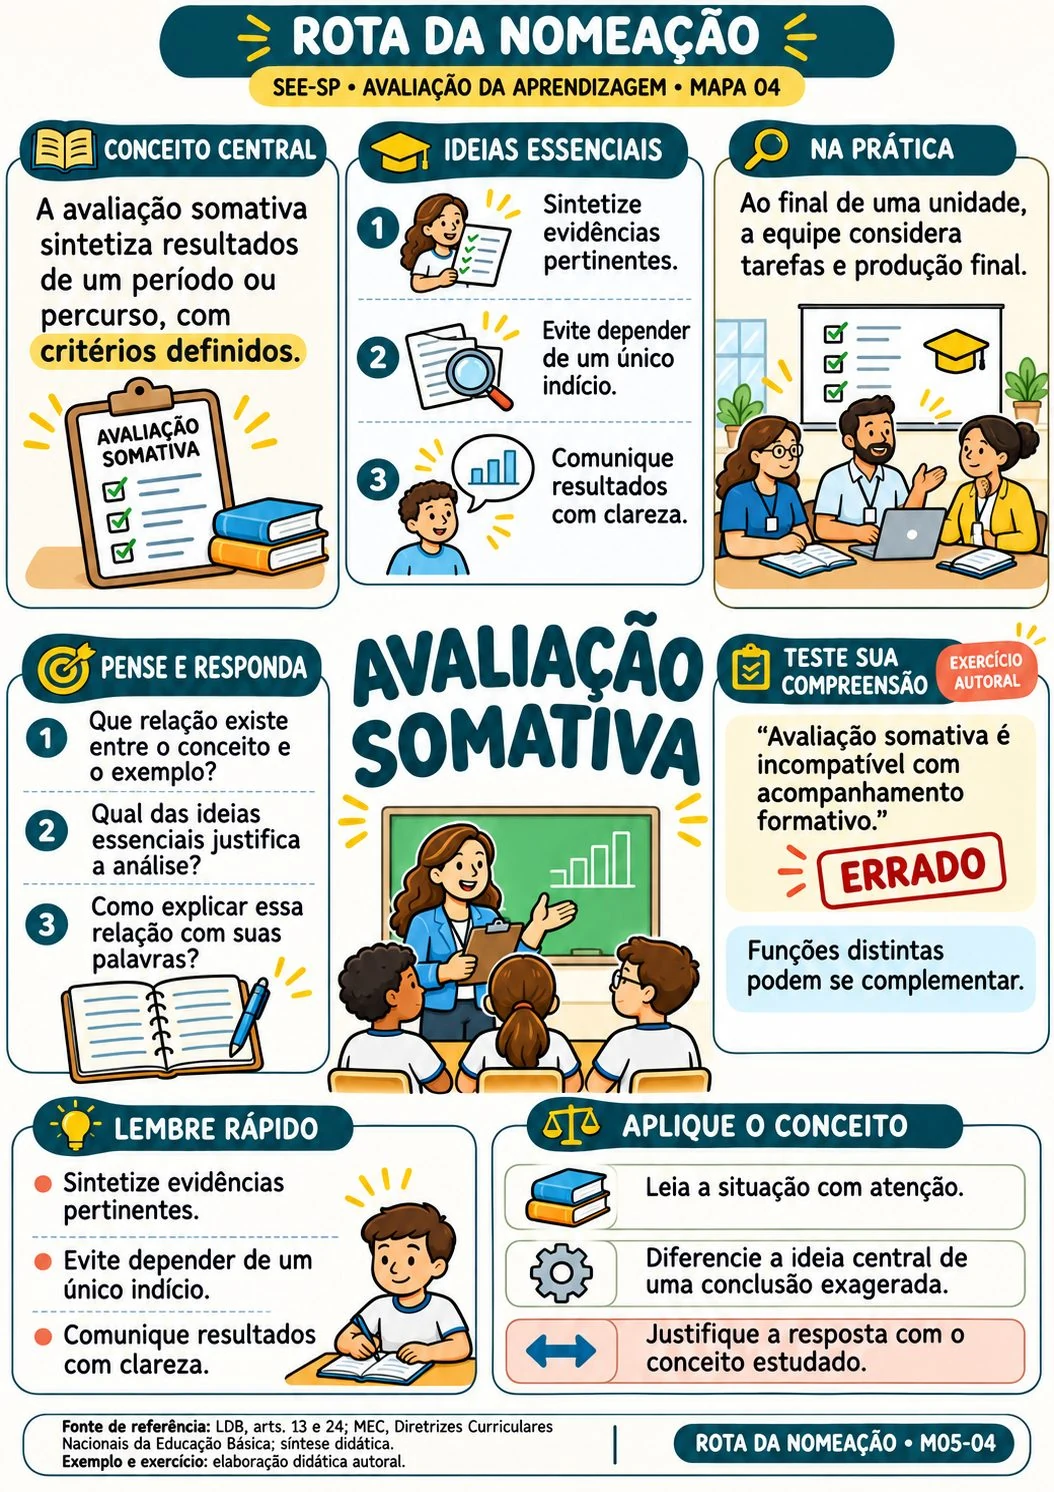 ROTA DA NOMEAÇÃO
SEE-SP • AVALIAÇÃO DA APRENDIZAGEM • MAPA 04
CONCEITO CENTRAL
A avaliação somativa
sintetiza resultados
de um período ou
percurso, com
critérios definidos.
AVALIAÇÃO
SOMATIVA
IDEIAS ESSENCIAIS
1
Sintetize
evidências
pertinentes.
2
Evite depender
de um único
indício.
3
Comunique
resultados
com clareza.
NA PRÁTICA
Ao final de uma unidade,
a equipe considera
tarefas e produção final.
PENSE E RESPONDA
1
Que relação existe
entre o conceito e
o exemplo?
2
Qual das ideias
essenciais justifica
a análise?
3
Como explicar essa
relação com suas
palavras?
AVALIAÇÃO
SOMATIVA
TESTE SUA
COMPREENSÃO
EXERCÍCIO
AUTORAL
“Avaliação somativa é
incompatível com
acompanhamento
formativo.”
ERRADO
Funções distintas
podem se complementar.
LEMBRE RÁPIDO
Sintetize evidências
pertinentes.
Evite depender de um
único indício.
Comunique resultados
com clareza.
APLIQUE O CONCEITO
Leia a situação com atenção.
Diferencie a ideia central de
uma conclusão exagerada.
Justifique a resposta com o
conceito estudado.
Fonte de referência: LDB, arts. 13 e 24; MEC, Diretrizes Curriculares
Nacionais da Educação Básica; síntese didática.
Exemplo e exercício: elaboração didática autoral.
ROTA DA NOMEAÇÃO • M05-04